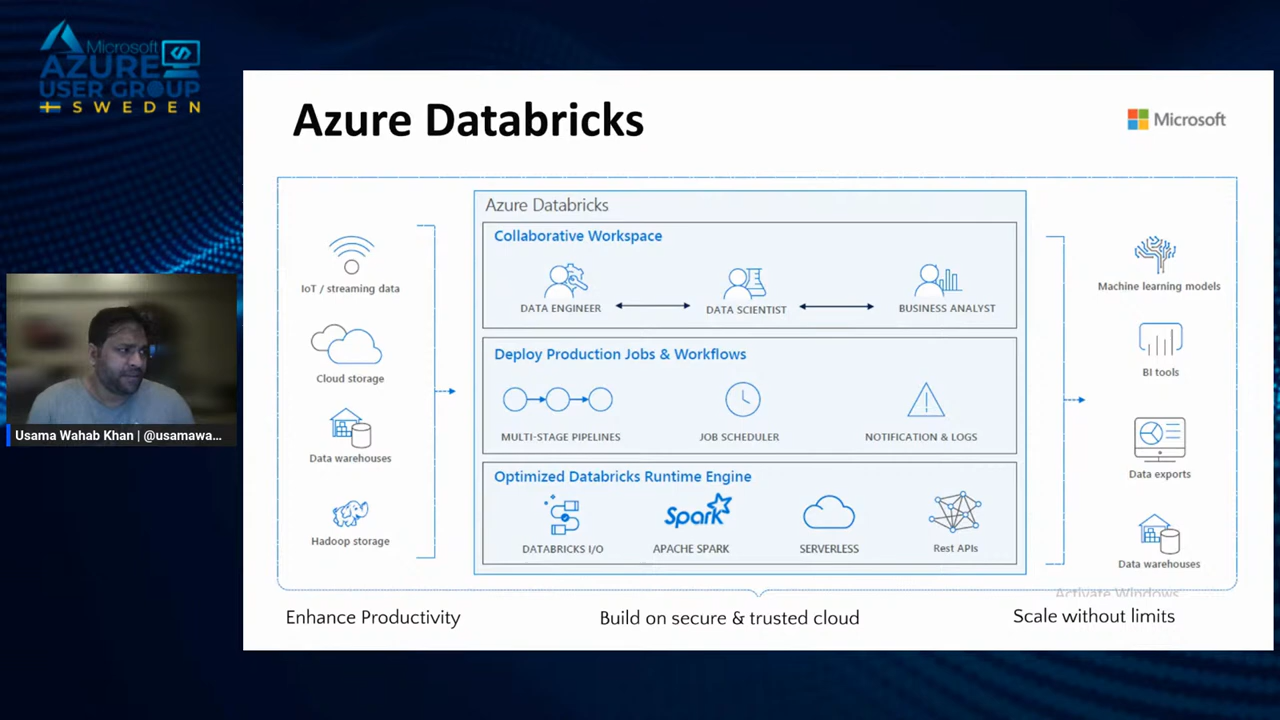 Microsoft
AZURE
USER GROUP
SWEDEN
Azure Databricks
Microsoft
Azure Databricks
Collaborative Workspace
DATA ENGINEER
DATA SCIENTIST
BUSINESS ANALYST
Deploy Production Jobs & Workflows
MULTI-STAGE PIPELINES
JOB SCHEDULER
NOTIFICATION & LOGS
Optimized Databricks Runtime Engine
Spark
DATABRICKS I/O
APACHE SPARK
SERVERLESS
Rest APIs
IoT / streaming data
Cloud storage
Data warehouses
Hadoop storage
Machine learning models
BI tools
Data exports
Data warehouses
Activate Windows
Enhance Productivity
Build on secure & trusted cloud
Scale without limits
Usama Wahab Khan | @usamawa...